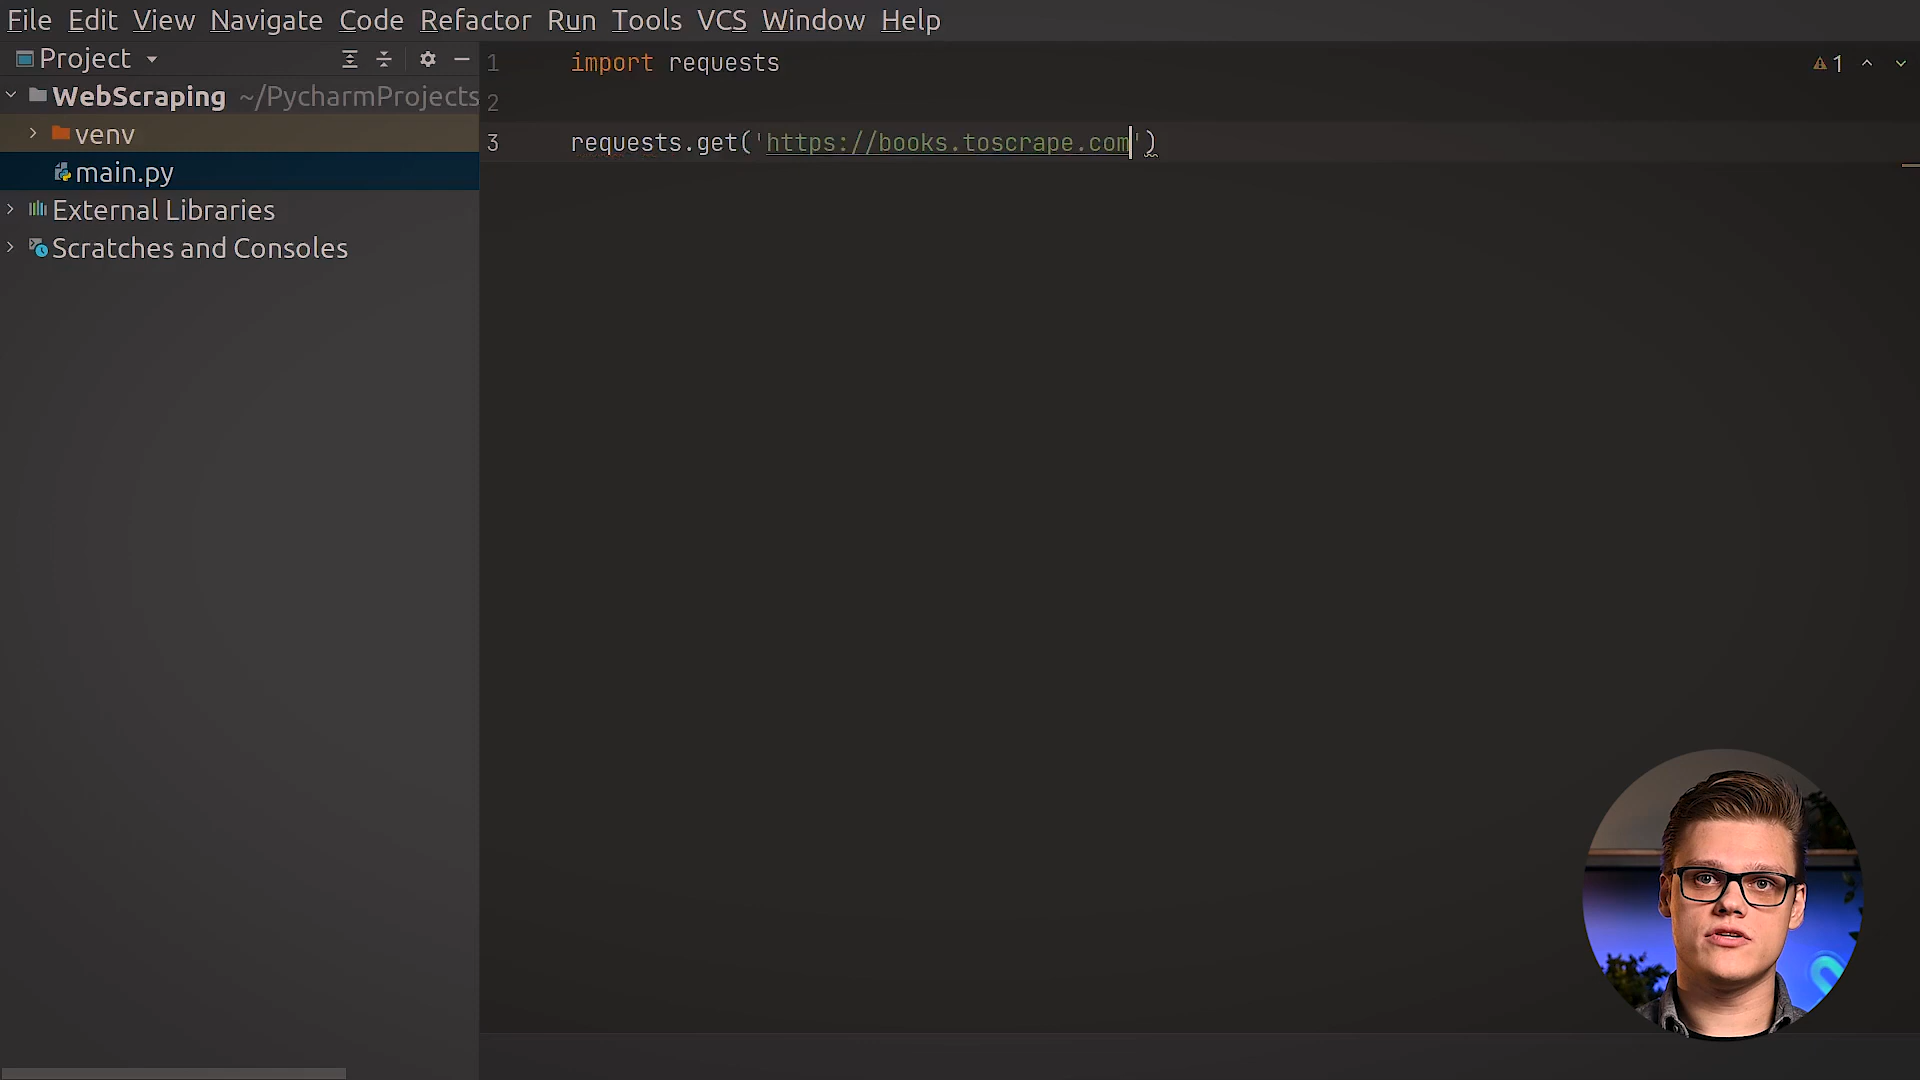 File Edit View Navigate Code Refactor Run Tools VCS Window Help
Project
WebScraping ~/PycharmProjects
venv
main.py
External Libraries
Scratches and Consoles
1 import requests
2
3 requests.get('https://books.toscrape.com')
1